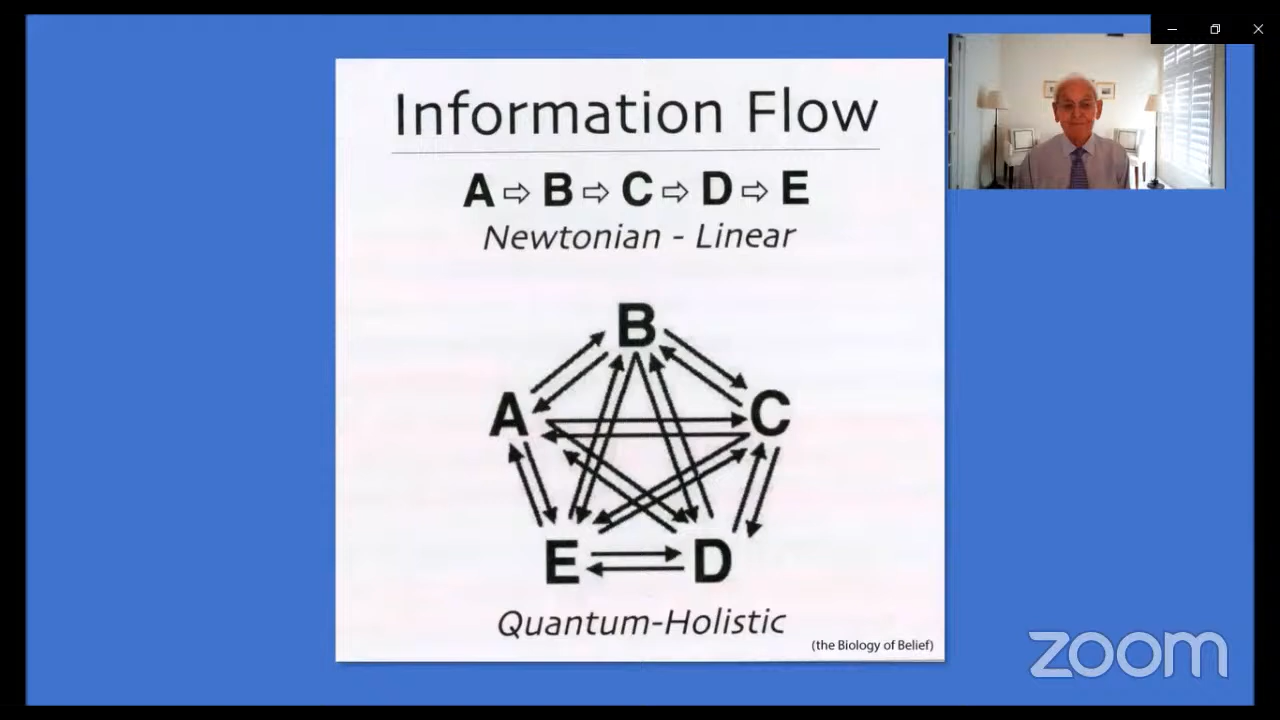 Information Flow
A ⇨ B ⇨ C ⇨ D ⇨ E
Newtonian - Linear
B
A
C
E
D
Quantum-Holistic
(the Biology of Belief)
zoom